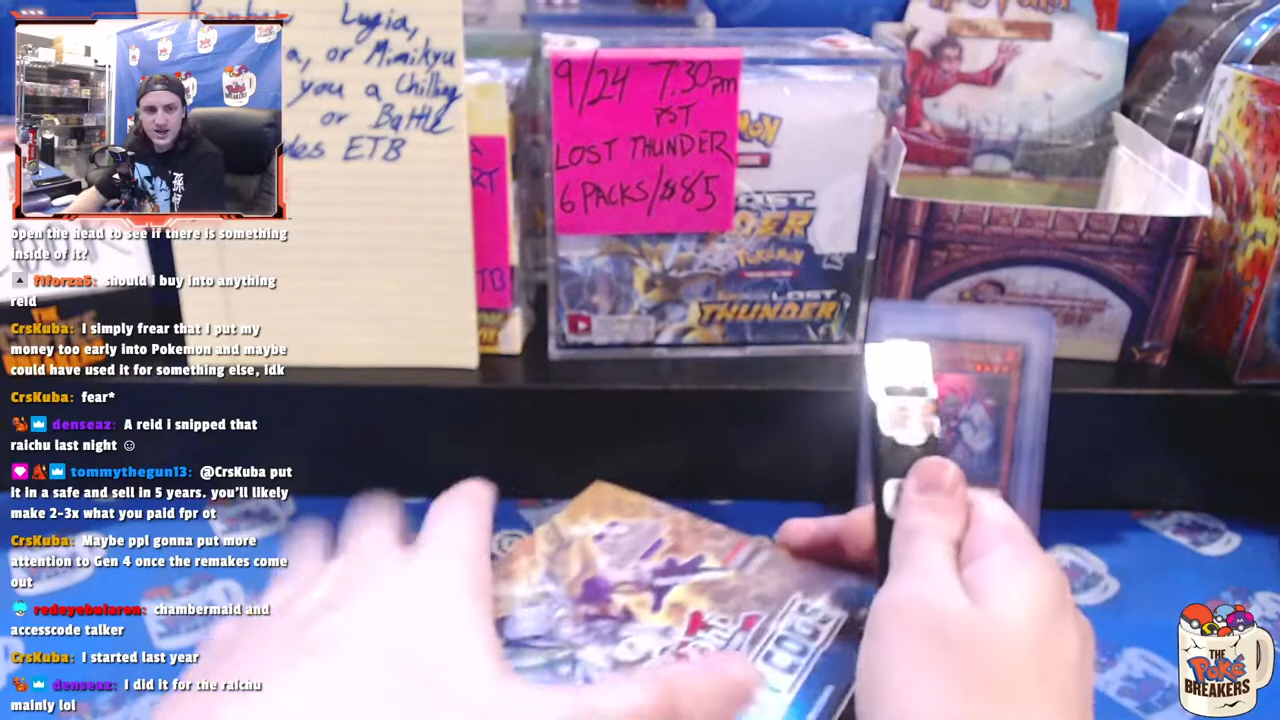 Lugia,
a, or Mimikyu
you a Chilling
or Battle
ETB
9/24 7:30pm
PST
LOST THUNDER
6 PACKS/$85
THUNDER
POKÉMON
LOST
THUNDER
open the head to see if there is something
inside of it?
f1forza5: should i buy into anything
reid
CrsKuba: I simply frear that I put my
money too early into Pokemon and maybe
could have used it for something else, idk
CrsKuba: fear*
denseaz: A reid i snipped that
raichu last night
tommythegun13: @CrsKuba put
it in a safe and sell in 5 years. you'll likely
make 2-3x what you paid fpr ot
CrsKuba: Maybe ppl gonna put more
attention to Gen 4 once the remakes come
out
redeyebularon: chambermaid and
accesscode talker
CrsKuba: I started last year
denseaz: I did it for the raichu
mainly lol
THE
Poké
BREAKERS